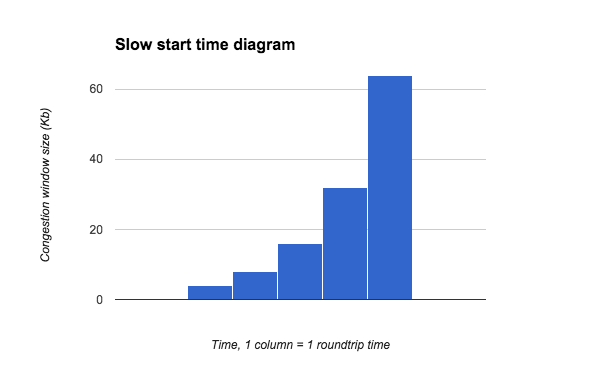 Slow start time diagram
Congestion window size (Kb)
60
40
20
0
Time, 1 column = 1 roundtrip time